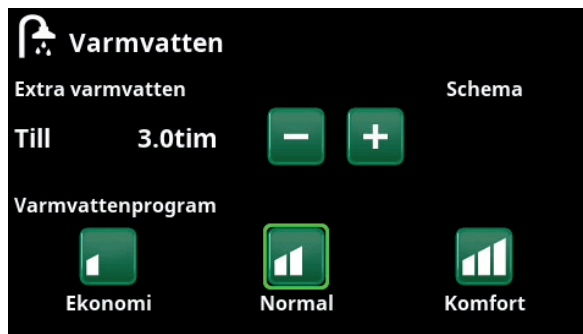 Varmvatten
Extra varmvatten Schema
Till 3.0tim − +
Varmvattenprogram
Ekonomi Normal Komfort